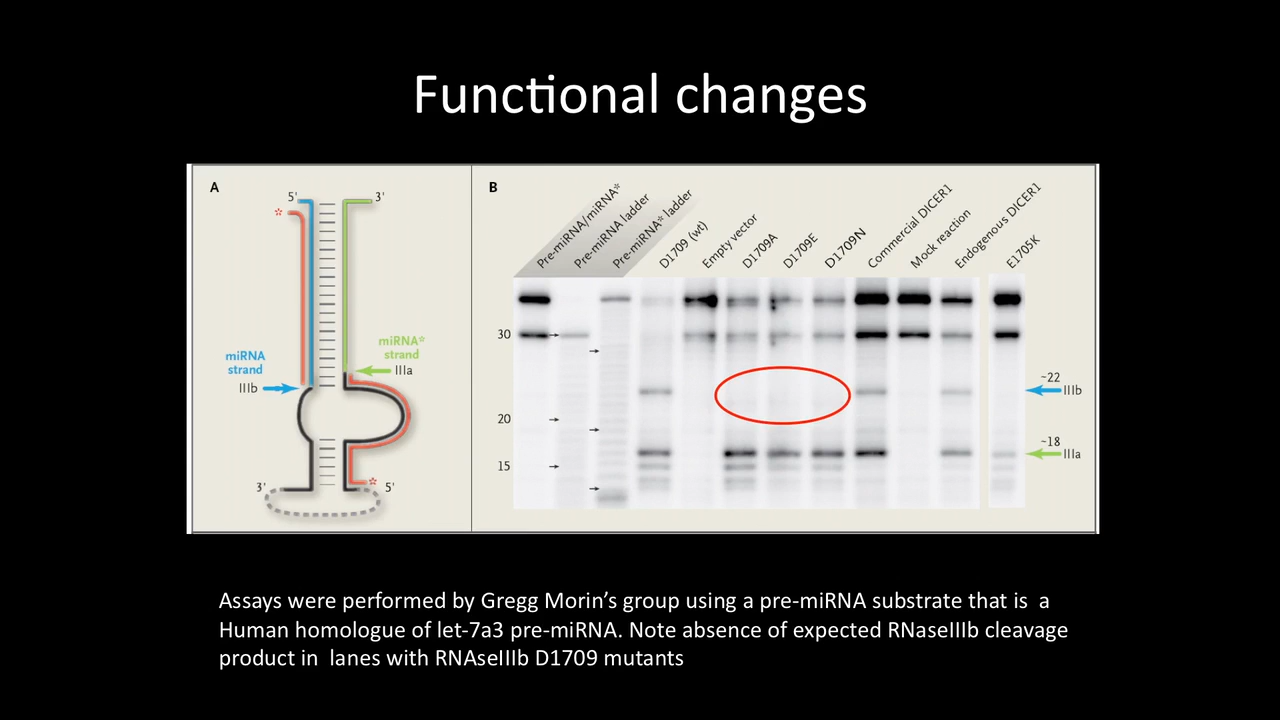 Functional changes
A
5'
3'
*
miRNA*
strand
IIIa
miRNA
strand
IIIb
3'
*
5'
B
Pre-miRNA/miRNA*
Pre-miRNA ladder
Pre-miRNA* ladder
D1709 (wt)
Empty vector
D1709A
D1709E
D1709N
Commercial DICER1
Mock reaction
Endogenous DICER1
E1705K
30
20
15
~22
IIIb
~18
IIIa
Assays were performed by Gregg Morin’s group using a pre-miRNA substrate that is a
Human homologue of let-7a3 pre-miRNA. Note absence of expected RNaseIIIb cleavage
product in lanes with RNAseIIIb D1709 mutants